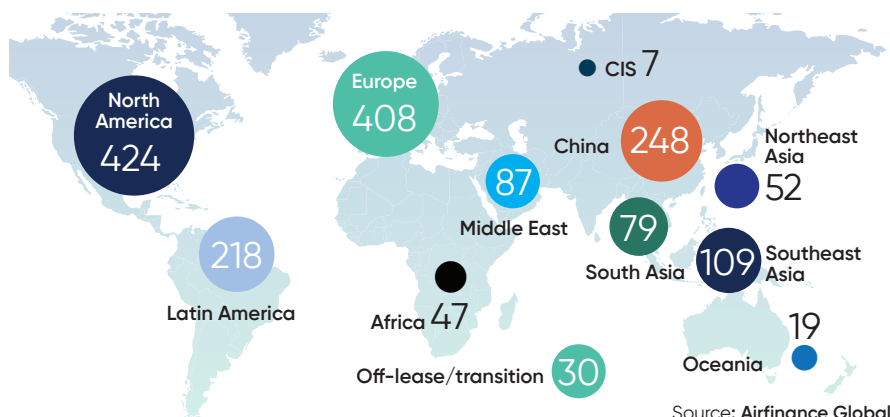 North
America
424
Europe
408
CIS 7
China
248
Northeast
Asia
52
87
Middle East
79
South Asia
109
Southeast
Asia
218
Latin America
Africa 47
19
Oceania
Off-lease/transition
30
Source: Airfinance Global